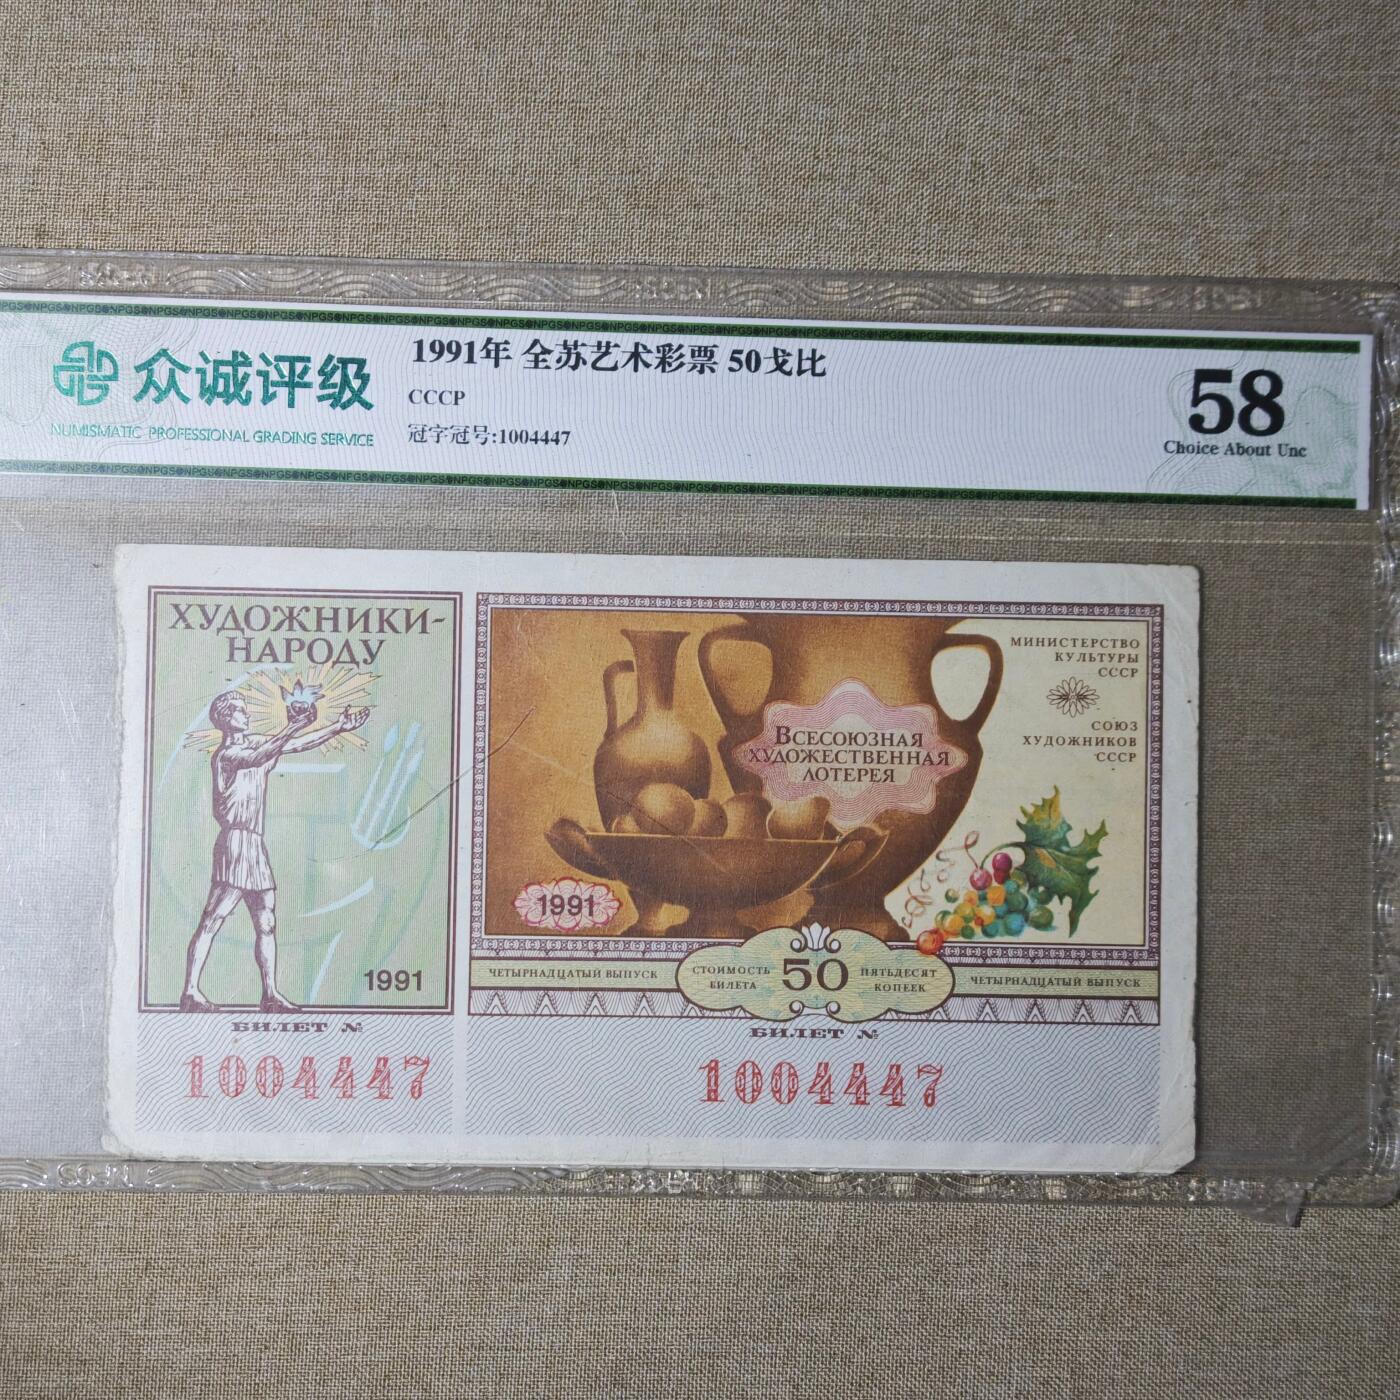 众诚评级
NUMISMATIC PROFESSIONAL GRADING SERVICE
1991年 全苏艺术彩票 50戈比
CCCP
冠字冠号:1004447
58
Choice About Unc
ХУДОЖНИКИ-
НАРОДУ
1991
БИЛЕТ №
1004447
МИНИСТЕРСТВО
КУЛЬТУРЫ
СССР
СОЮЗ
ХУДОЖНИКОВ
СССР
ВСЕСОЮЗНАЯ
ХУДОЖЕСТВЕННАЯ
ЛОТЕРЕЯ
1991
ЧЕТЫРНАДЦАТЫЙ ВЫПУСК
СТОИМОСТЬ
БИЛЕТА
50
ПЯТЬДЕСЯТ
КОПЕЕК
ЧЕТЫРНАДЦАТЫЙ ВЫПУСК
БИЛЕТ №
1004447